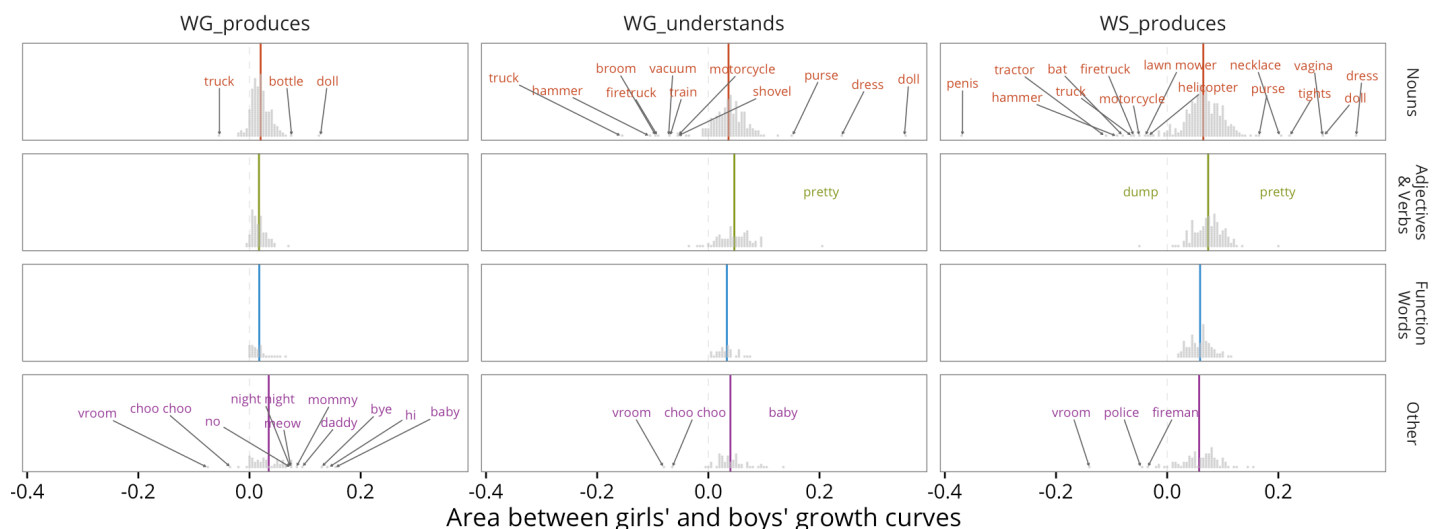 WG_produces WG_understands WS_produces
truck bottle doll
truck hammer broom firetruck vacuum train motorcycle shovel purse dress doll
penis tractor hammer bat truck firetruck motorcycle lawn mower helicopter necklace purse vagina tights dress doll
Nouns
pretty
dump pretty
Adjectives
& Verbs
Function
Words
vroom choo choo no night night meow mommy daddy bye hi baby
vroom choo choo baby
vroom police fireman
Other
-0.4 -0.2 0.0 0.2 -0.4 -0.2 0.0 0.2 -0.4 -0.2 0.0 0.2
Area between girls' and boys' growth curves